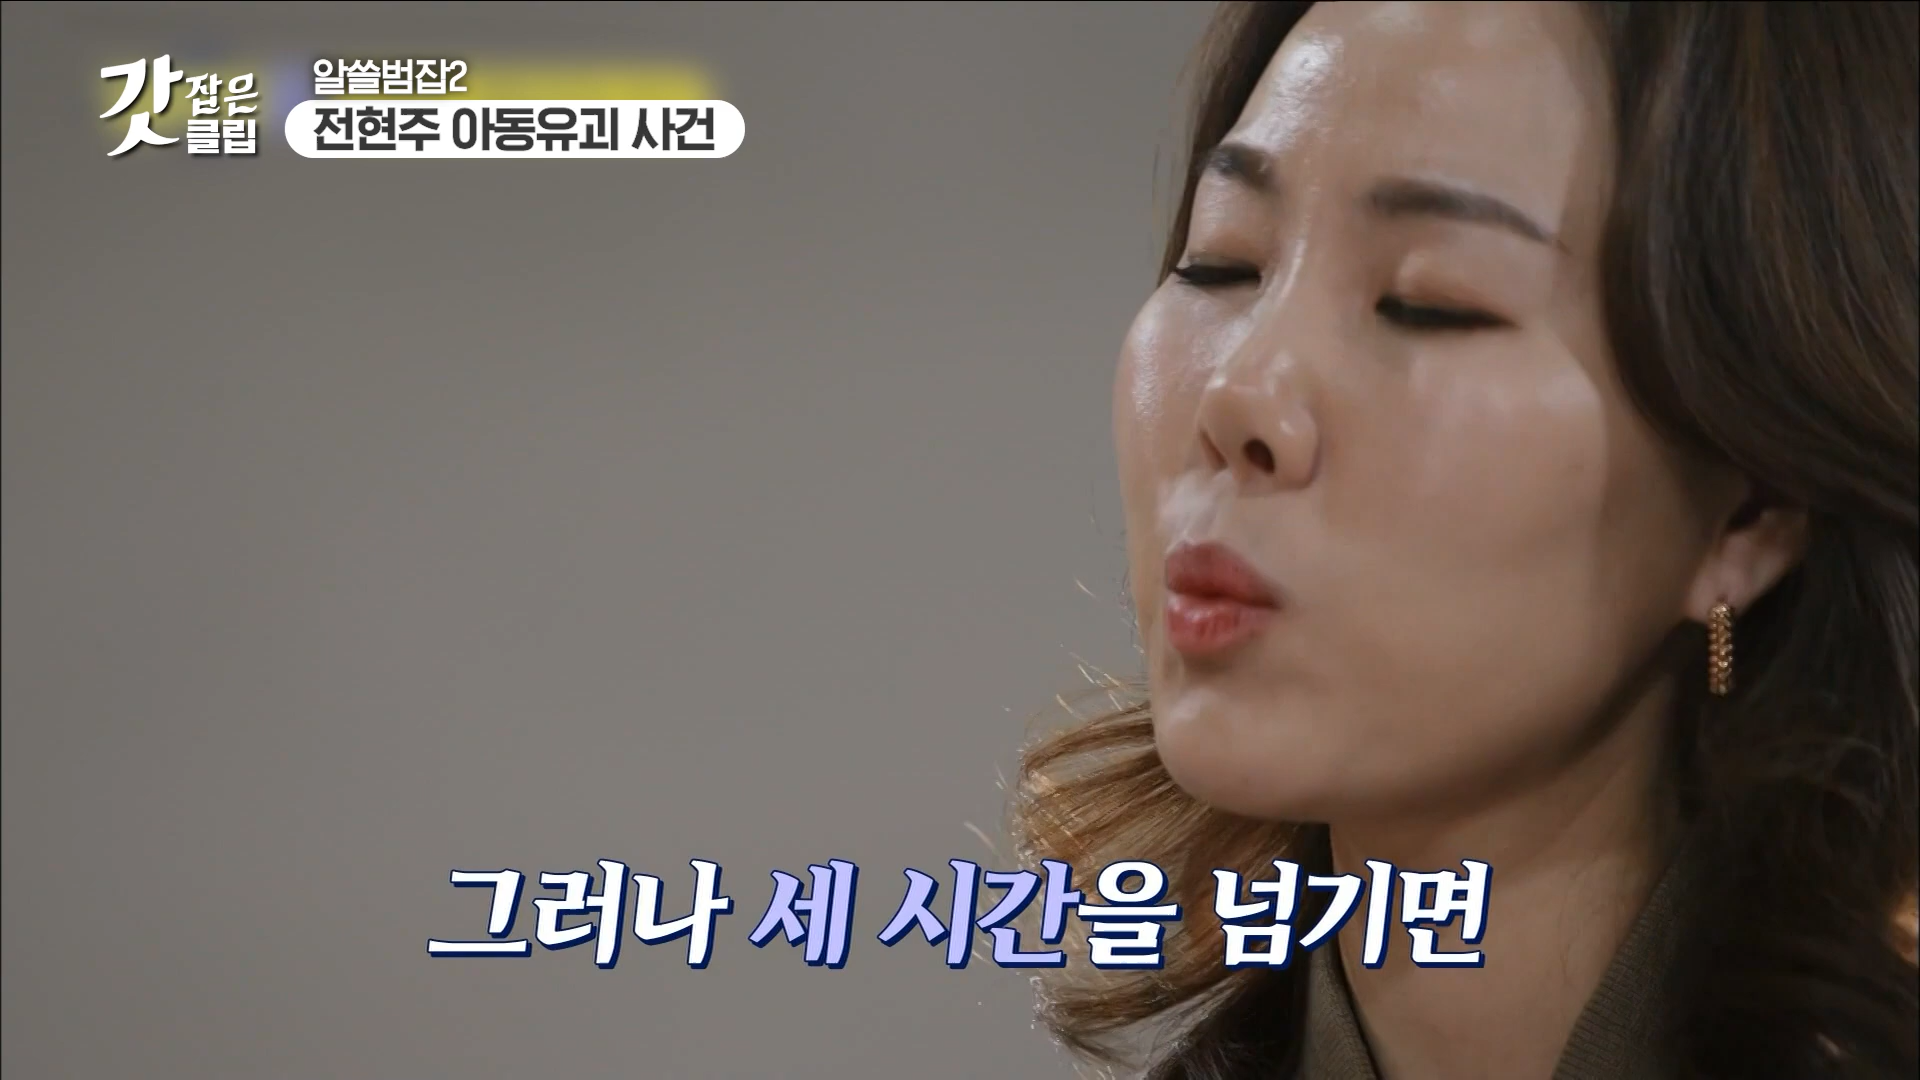 갓잡은
클립
알쓸범잡2
전현주 아동유괴 사건
그러나 세 시간을 넘기면